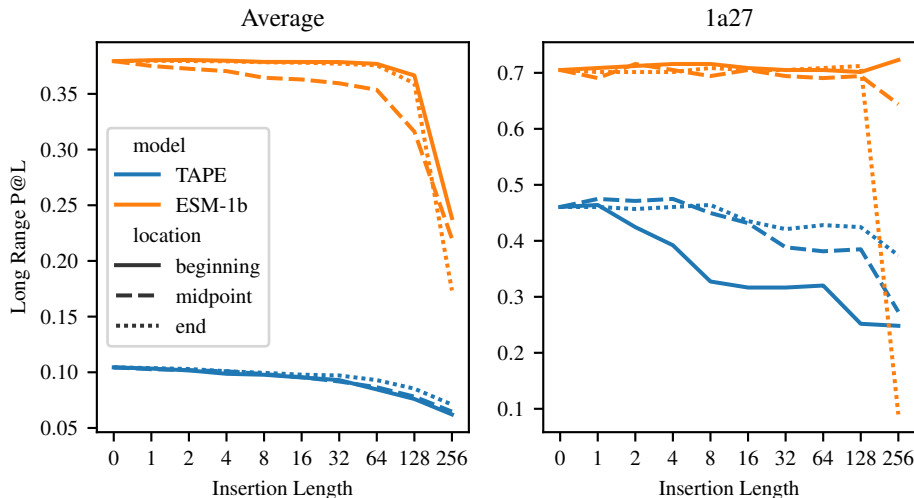 Average
1a27
Long Range P@L
0.35
0.30
0.25
0.20
0.15
0.10
0.05
model
TAPE
ESM-1b
location
beginning
midpoint
end
0 1 2 4 8 16 32 64 128 256
Insertion Length
0.7
0.6
0.5
0.4
0.3
0.2
0.1
0 1 2 4 8 16 32 64 128 256
Insertion Length